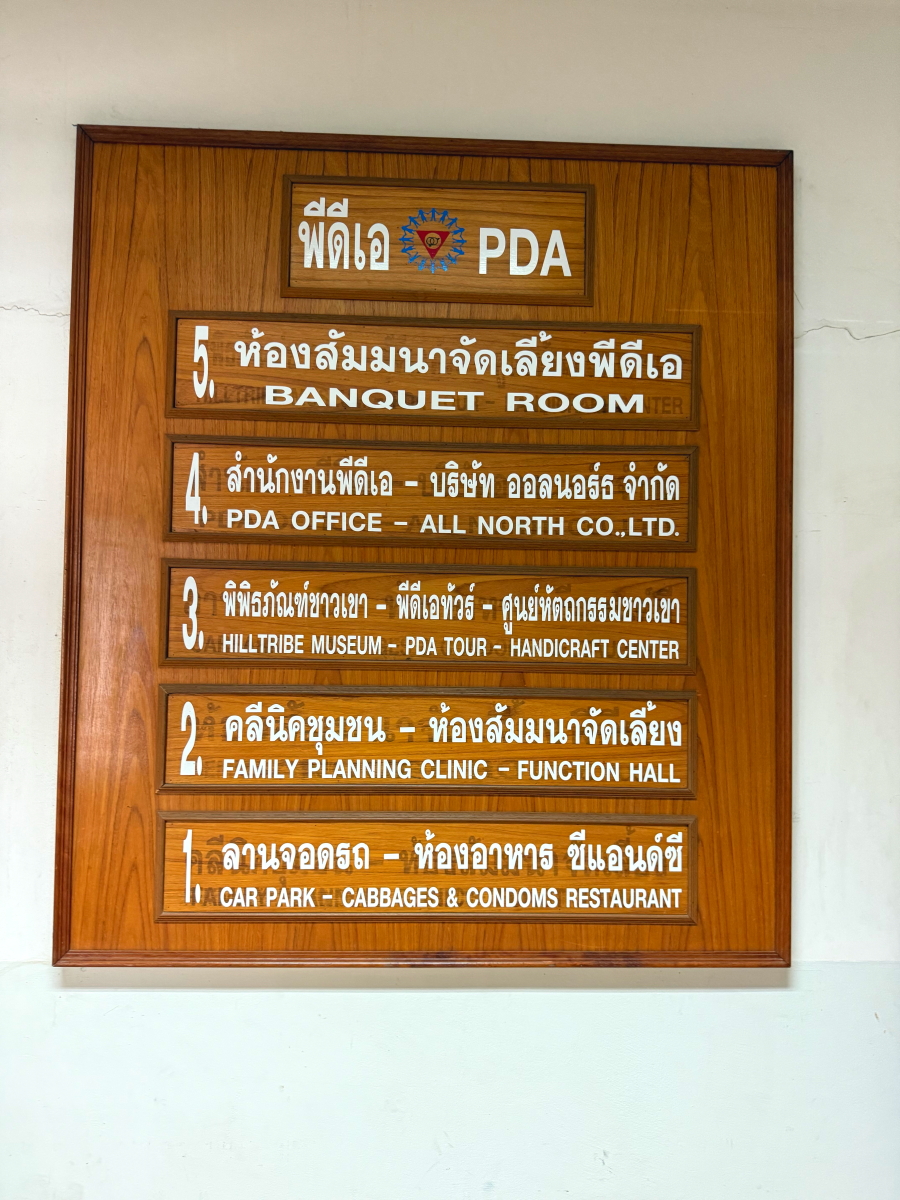 พีดีเอ PDA
5. ห้องสัมมนาจัดเลี้ยงพีดีเอ
BANQUET ROOM
4. สำนักงานพีดีเอ - บริษัท ออลนอร์ธ จำกัด
PDA OFFICE - ALL NORTH CO.,LTD.
3. พิพิธภัณฑ์ชาวเขา - พีดีเอทัวร์ - ศูนย์หัตถกรรมชาวเขา
HILLTRIBE MUSEUM - PDA TOUR - HANDICRAFT CENTER
2. คลีนิคชุมชน - ห้องสัมมนาจัดเลี้ยง
FAMILY PLANNING CLINIC - FUNCTION HALL
1. ลานจอดรถ - ห้องอาหาร ซีแอนด์ซี
CAR PARK - CABBAGES & CONDOMS RESTAURANT